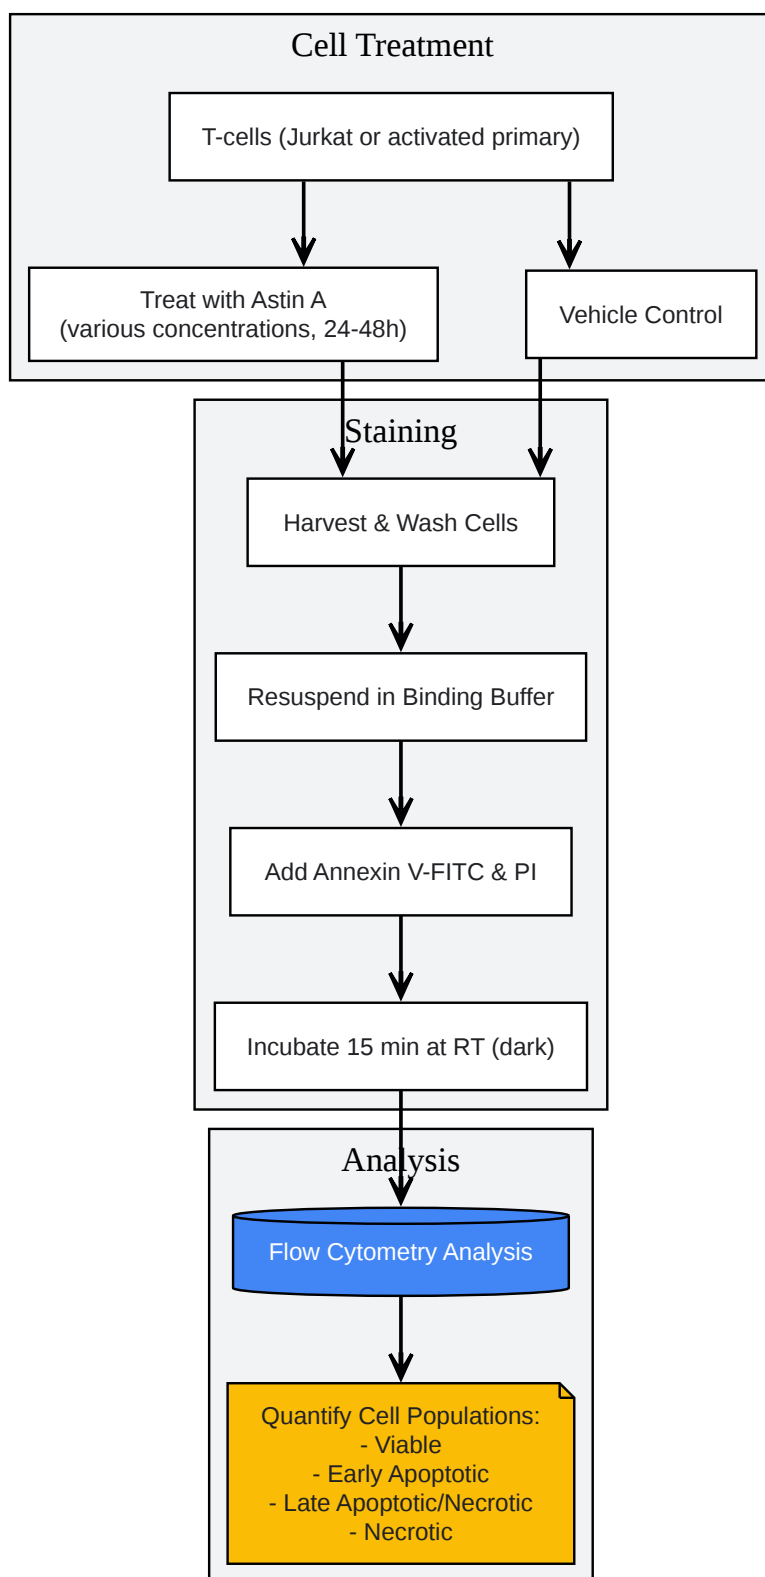 Cell Treatment
T-cells (Jurkat or activated primary)
Treat with Astin A
(various concentrations, 24-48h)
Vehicle Control
Staining
Harvest & Wash Cells
Resuspend in Binding Buffer
Add Annexin V-FITC & PI
Incubate 15 min at RT (dark)
Analysis
Flow Cytometry Analysis
Quantify Cell Populations:
- Viable
- Early Apoptotic
- Late Apoptotic/Necrotic
- Necrotic